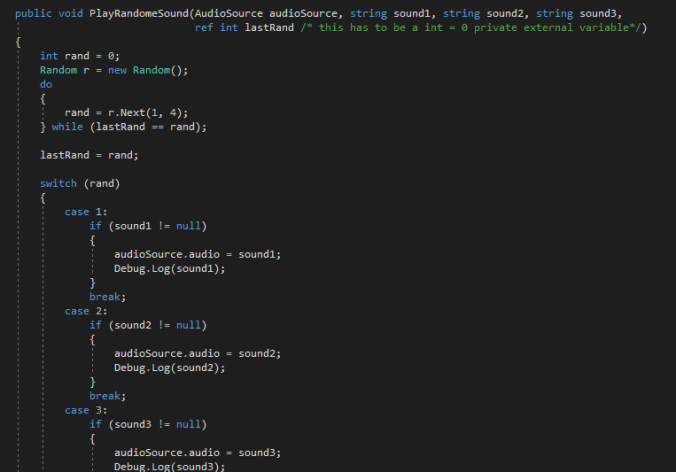 public void PlayRandomeSound(AudioSource audioSource, string sound1, string sound2, string sound3,
ref int lastRand /* this has to be a int = 0 private external variable*/)
{
int rand = 0;
Random r = new Random();
do
{
rand = r.Next(1, 4);
} while (lastRand == rand);
lastRand = rand;
switch (rand)
{
case 1:
if (sound1 != null)
{
audioSource.audio = sound1;
Debug.Log(sound1);
}
break;
case 2:
if (sound2 != null)
{
audioSource.audio = sound2;
Debug.Log(sound2);
}
break;
case 3:
if (sound3 != null)
{
audioSource.audio = sound3;
Debug.Log(sound3);